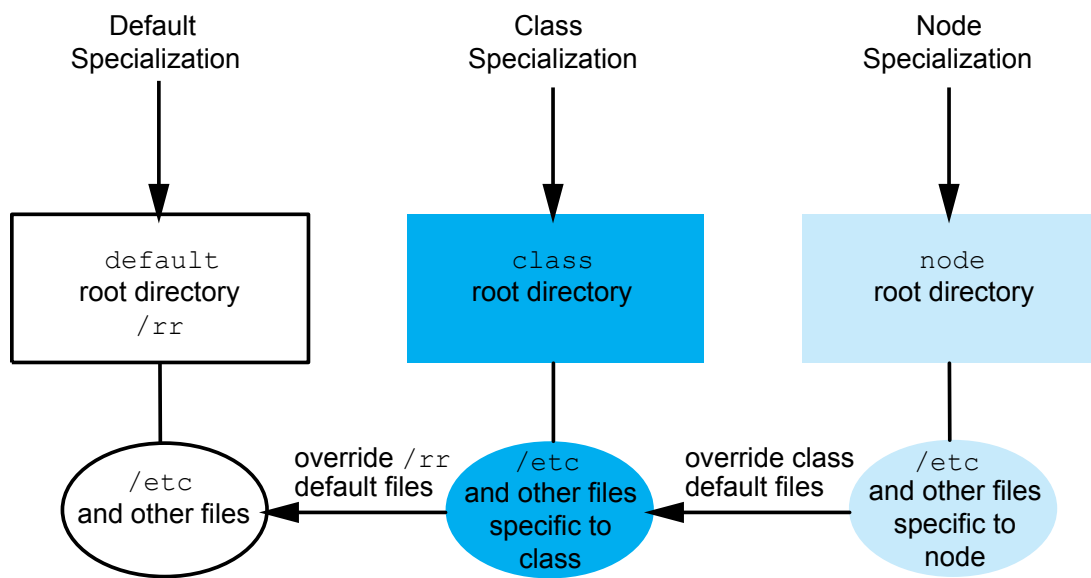 Default
Specialization
Class
Specialization
Node
Specialization
default
root directory
/rr
class
root directory
node
root directory
/etc
and other files
override /rr
default files
/etc
and other files
specific to
class
override class
default files
/etc
and other files
specific to
node